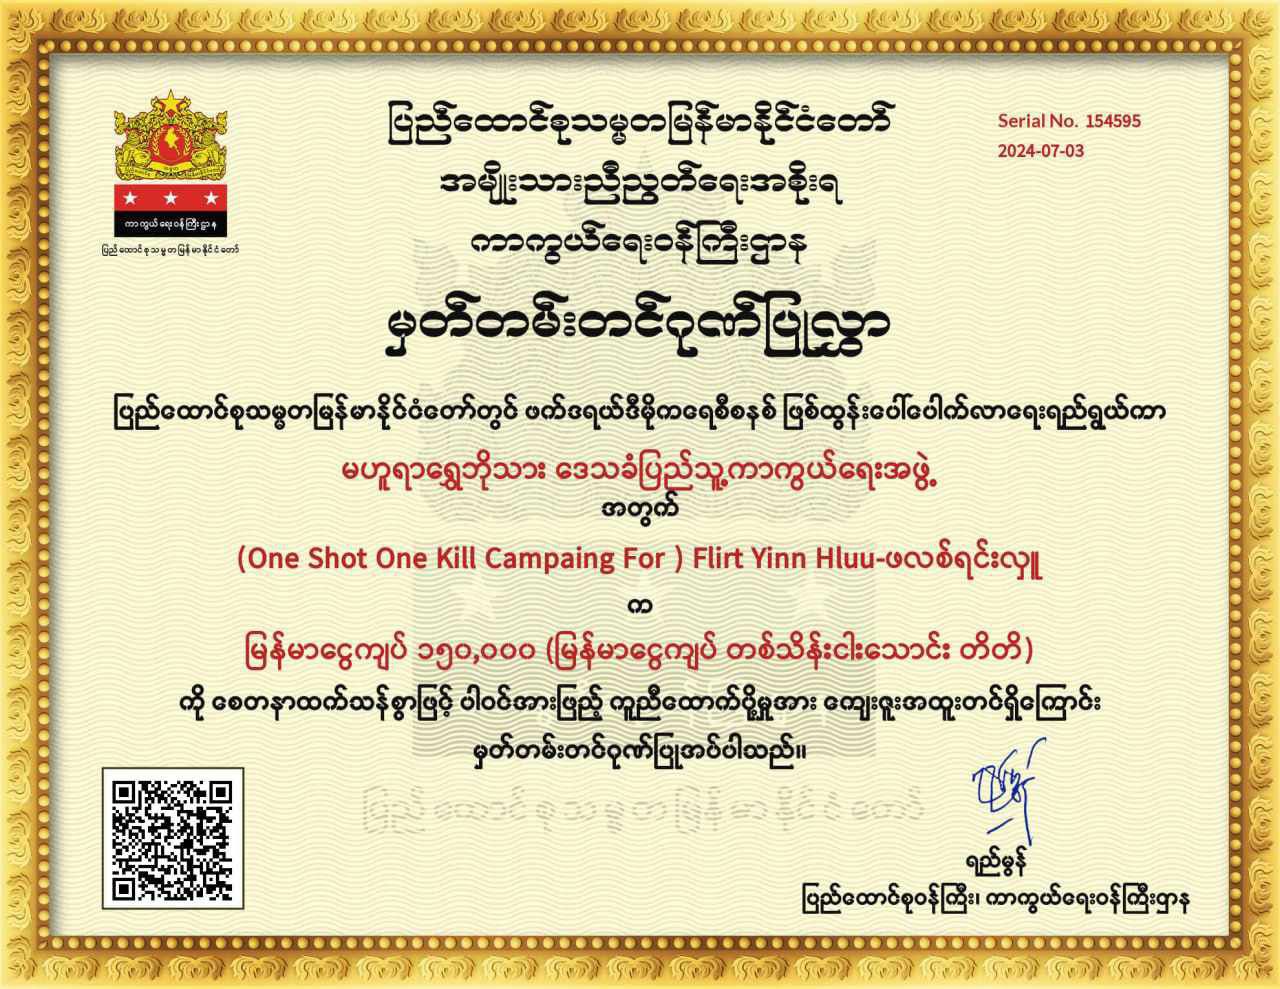 ကာကွယ်ရေးဝန်ကြီးဌာန
ပြည်ထောင်စုသမ္မတမြန်မာနိုင်ငံတော်
ပြည်ထောင်စုသမ္မတမြန်မာနိုင်ငံတော်
အမျိုးသားညီညွတ်ရေးအစိုးရ
ကာကွယ်ရေးဝန်ကြီးဌာန
Serial No. 154595
2024-07-03
မှတ်တမ်းတင်ဂုဏ်ပြုလွှာ
ပြည်ထောင်စုသမ္မတမြန်မာနိုင်ငံတော်တွင် ဖက်ဒရယ်ဒီမိုကရေစီစနစ် ဖြစ်ထွန်းပေါ်ပေါက်လာရေးရည်ရွယ်ကာ
မဟူရာရွှေဘိုသား ဒေသခံပြည်သူ့ကာကွယ်ရေးအဖွဲ့
အတွက်
(One Shot One Kill Campaing For ) Flirt Yinn Hluu-ဖလစ်ရင်းလှူ
က
မြန်မာငွေကျပ် ၁၅၀,၀၀၀ (မြန်မာငွေကျပ် တစ်သိန်းငါးသောင်း တိတိ)
ကို စေတနာထက်သန်စွာဖြင့် ပါဝင်အားဖြည့် ကူညီထောက်ပို့မှုအား ကျေးဇူးအထူးတင်ရှိကြောင်း
မှတ်တမ်းတင်ဂုဏ်ပြုအပ်ပါသည်။
ပြည်ထောင်စုသမ္မတမြန်မာနိုင်ငံတော်
ရည်မွန်
ပြည်ထောင်စုဝန်ကြီး၊ ကာကွယ်ရေးဝန်ကြီးဌာန